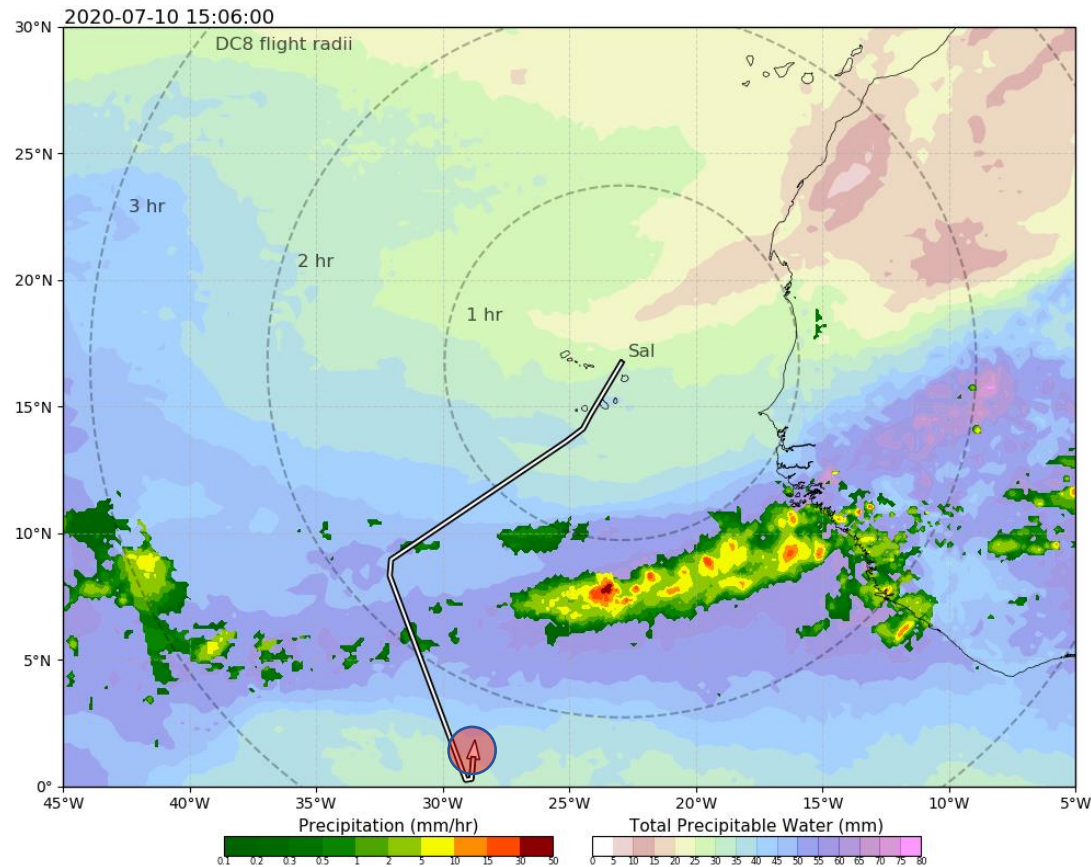 2020-07-10 15:06:00
30°N
DC8 flight radii
25°N
3 hr
2 hr
20°N
1 hr
Sal
15°N
10°N
5°N
0°
45°W 40°W 35°W 30°W 25°W 20°W 15°W 10°W 5°W
Precipitation (mm/hr) Total Precipitable Water (mm)
0.1 0.2 0.3 0.5 1 2 5 10 15 30 50 0 5 10 15 20 25 30 35 40 45 50 55 60 65 70 75 80